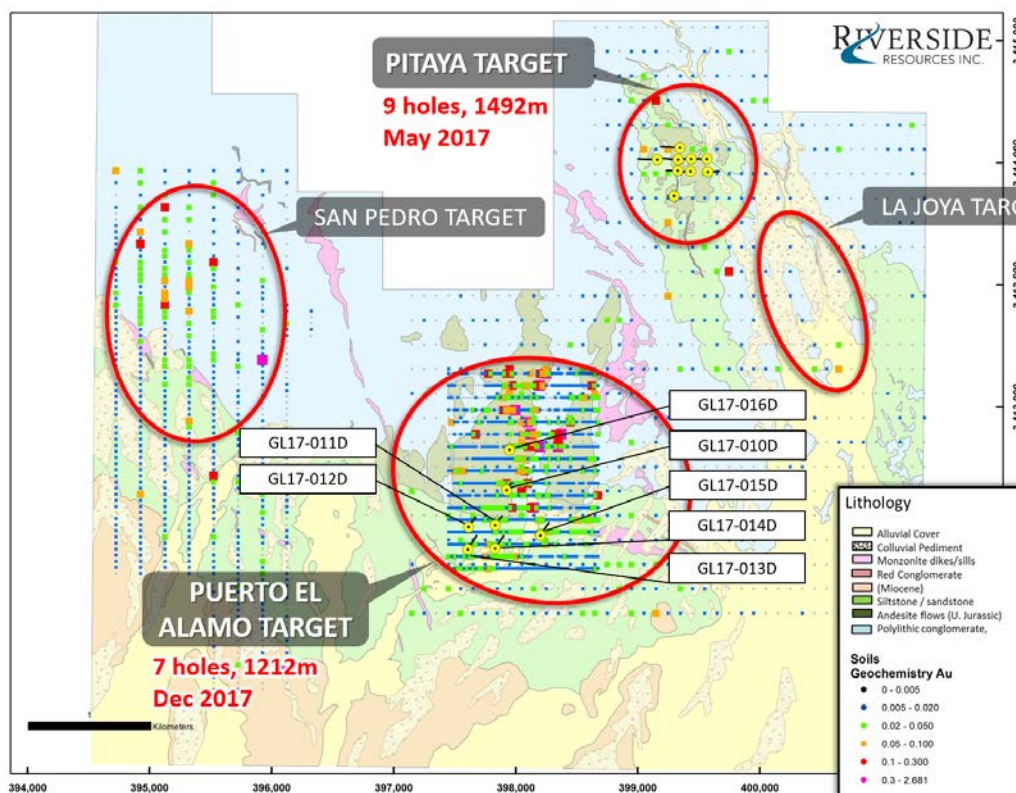 RIVERSIDE
RESOURCES INC.
PITAYA TARGET
9 holes, 1492m
May 2017
SAN PEDRO TARGET
LA JOYA TARG
GL17-016D
GL17-011D
GL17-010D
GL17-012D
GL17-015D
GL17-014D
GL17-013D
PUERTO EL
ALAMO TARGET
7 holes, 1212m
Dec 2017
Kilometers
Lithology
Alluvial Cover
Colluvial Pediment
Monzonite dikes/sills
Red Conglomerate
(Miocene)
Siltstone / sandstone
Andesite flows (U. Jurassic)
Polylithic conglomerate,
Soils
Geochemistry Au
0 - 0.005
0.005 - 0.020
0.02 - 0.050
0.05 - 0.100
0.1 - 0.300
0.3 - 2.681
394,000
395,000
396,000
397,000
398,000
399,000
400,000